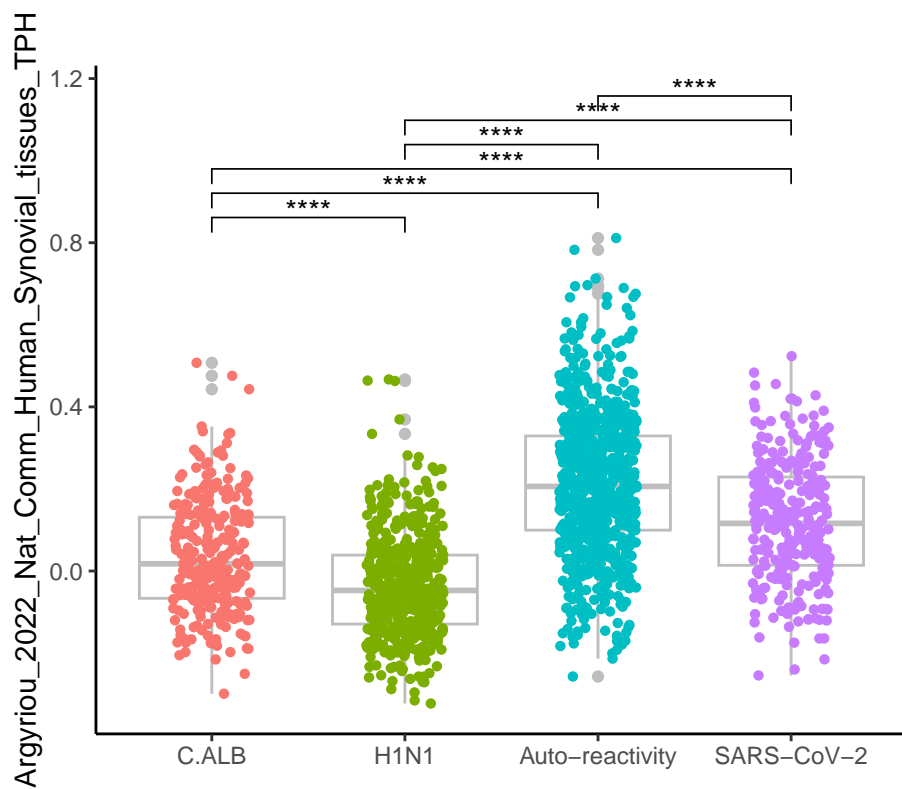 Argyriou_2022_Nat_Comm_Human_Synovial_tissues_TPH
1.2
0.8
0.4
0.0
****
****
****
****
****
****
C.ALB
H1N1
Auto−reactivity
SARS−CoV−2